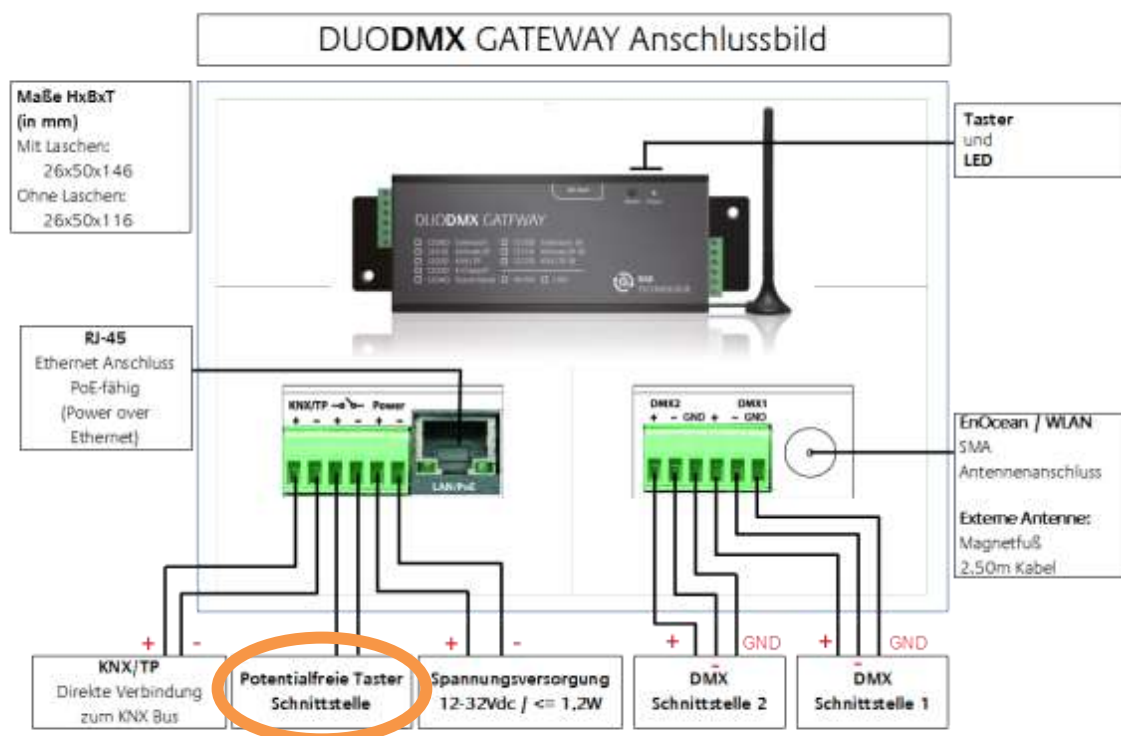 DUODMX GATEWAY Anschlussbild
Maße HxBxT
(in mm)
Mit Laschen:
26x50x146
Ohne Laschen:
26x50x116
Taster
und
LED
DUODMX GATEWAY
RJ-45
Ethernet Anschluss
PoE-fähig
(Power over
Ethernet)
KNX/TP Power
+ - + - + -
LAN/PoE
DMX2 DMX1
+ - GND + - GND
EnOcean / WLAN
SMA
Antennenanschluss
Externe Antenne:
Magnetfuß
2.50m Kabel
+ -
KNX/TP
Direkte Verbindung
zum KNX Bus
Potentialfreie Taster
Schnittstelle
+ -
Spannungsversorgung
12-32Vdc / <= 1,2W
+ - GND
DMX
Schnittstelle 2
+ - GND
DMX
Schnittstelle 1